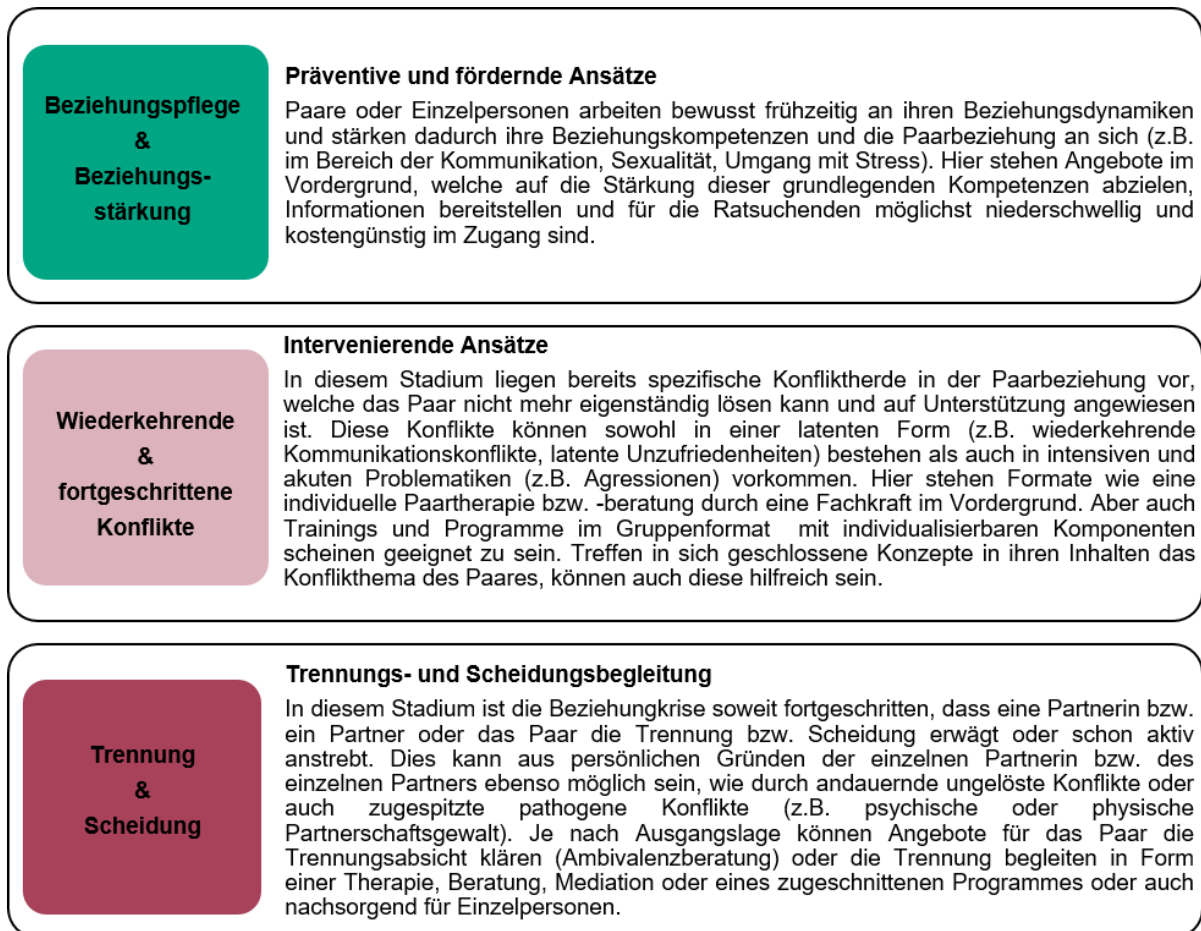 Beziehungspflege
&
Beziehungs-
stärkung
Präventive und fördernde Ansätze
Paare oder Einzelpersonen arbeiten bewusst frühzeitig an ihren Beziehungsdynamiken
und stärken dadurch ihre Beziehungskompetenzen und die Paarbeziehung an sich (z.B.
im Bereich der Kommunikation, Sexualität, Umgang mit Stress). Hier stehen Angebote im
Vordergrund, welche auf die Stärkung dieser grundlegenden Kompetenzen abzielen,
Informationen bereitstellen und für die Ratsuchenden möglichst niederschwellig und
kostengünstig im Zugang sind.
Wiederkehrende
&
fortgeschrittene
Konflikte
Intervenierende Ansätze
In diesem Stadium liegen bereits spezifische Konfliktherde in der Paarbeziehung vor,
welche das Paar nicht mehr eigenständig lösen kann und auf Unterstützung angewiesen
ist. Diese Konflikte können sowohl in einer latenten Form (z.B. wiederkehrende
Kommunikationskonflikte, latente Unzufriedenheiten) bestehen als auch in intensiven und
akuten Problematiken (z.B. Agressionen) vorkommen. Hier stehen Formate wie eine
individuelle Paartherapie bzw. -beratung durch eine Fachkraft im Vordergrund. Aber auch
Trainings und Programme im Gruppenformat mit individualisierbaren Komponenten
scheinen geeignet zu sein. Treffen in sich geschlossene Konzepte in ihren Inhalten das
Konflikthema des Paares, können auch diese hilfreich sein.
Trennung
&
Scheidung
Trennungs- und Scheidungsbegleitung
In diesem Stadium ist die Beziehungkrise soweit fortgeschritten, dass eine Partnerin bzw.
ein Partner oder das Paar die Trennung bzw. Scheidung erwägt oder schon aktiv
anstrebt. Dies kann aus persönlichen Gründen der einzelnen Partnerin bzw. des
einzelnen Partners ebenso möglich sein, wie durch andauernde ungelöste Konflikte oder
auch zugespitzte pathogene Konflikte (z.B. psychische oder physische
Partnerschaftsgewalt). Je nach Ausgangslage können Angebote für das Paar die
Trennungsabsicht klären (Ambivalenzberatung) oder die Trennung begleiten in Form
einer Therapie, Beratung, Mediation oder eines zugeschnittenen Programmes oder auch
nachsorgend für Einzelpersonen.